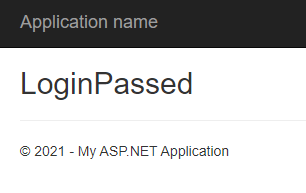 Application name
LoginPassed
© 2021 - My ASP.NET Application